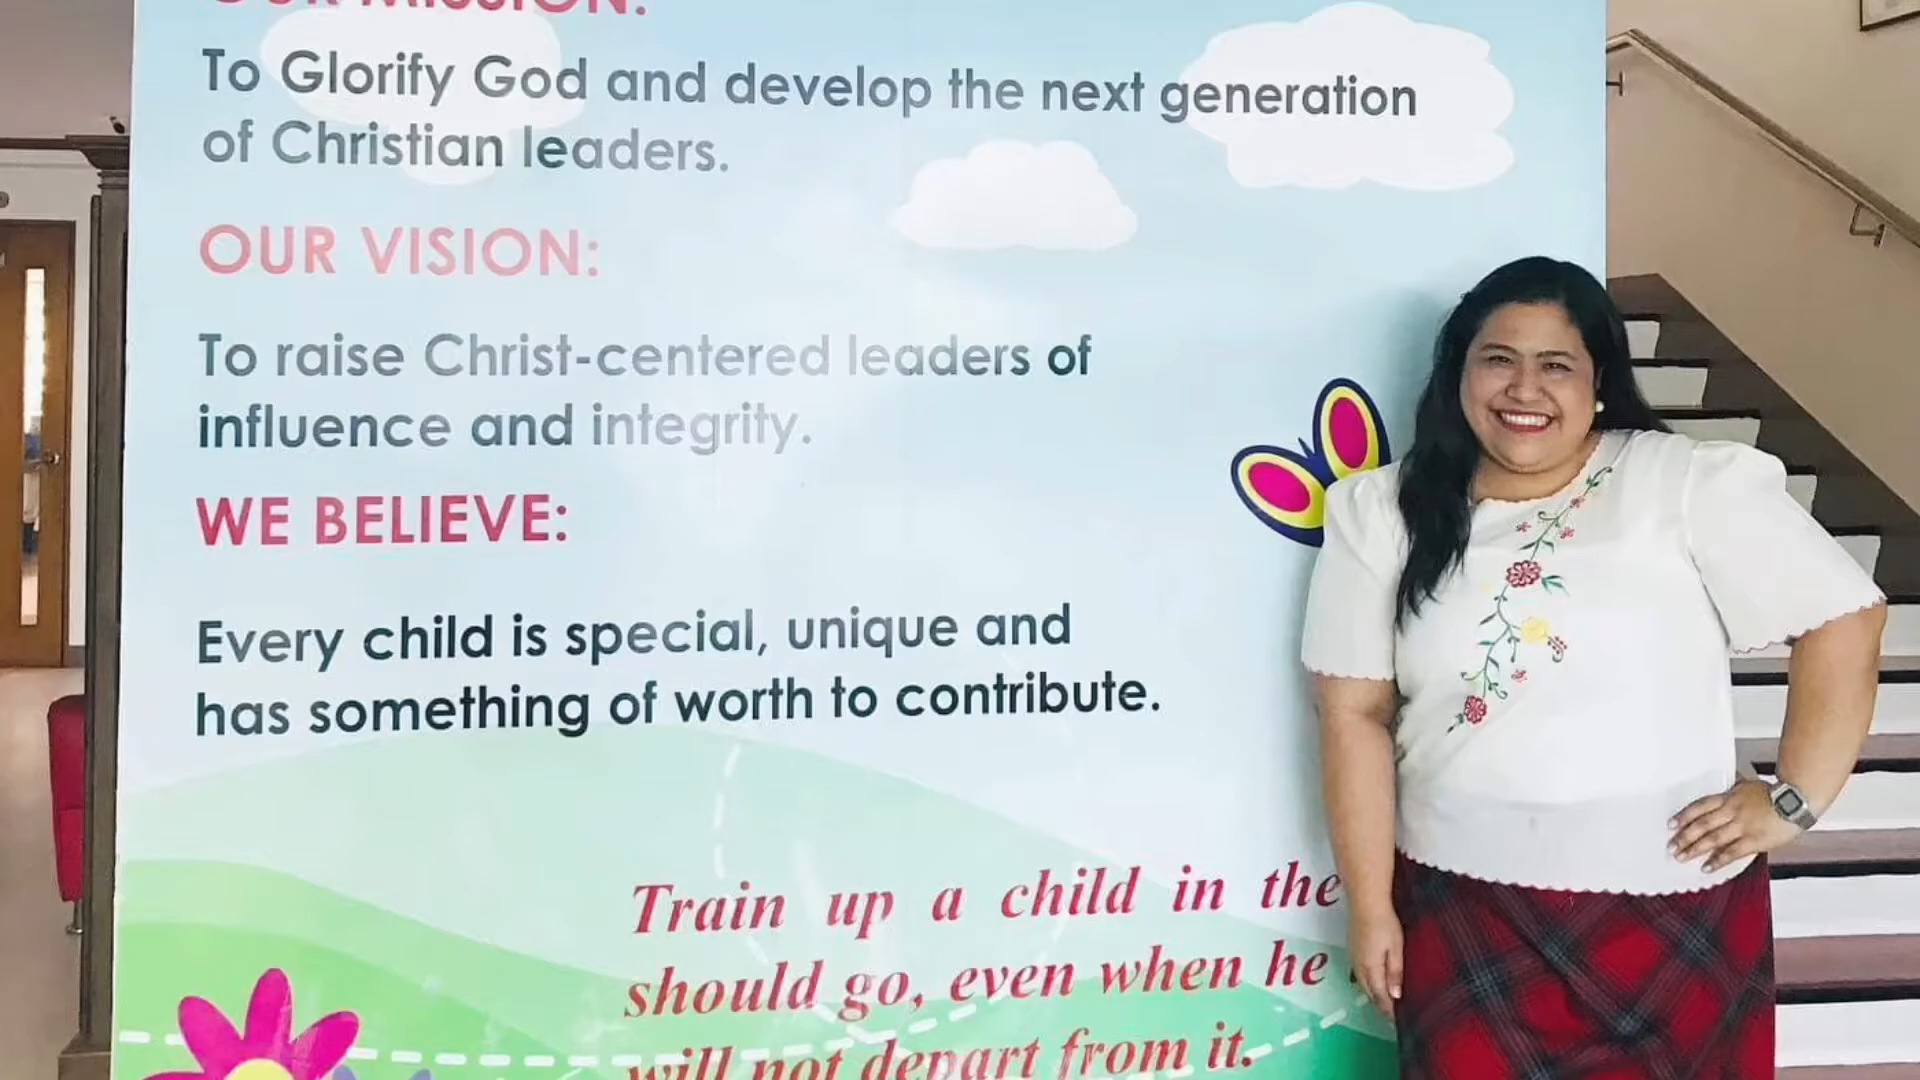 OUR MISSION:
To Glorify God and develop the next generation
of Christian leaders.
OUR VISION:
To raise Christ-centered leaders of
influence and integrity.
WE BELIEVE:
Every child is special, unique and
has something of worth to contribute.
Train up a child in the
should go, even when he
will not depart from it.